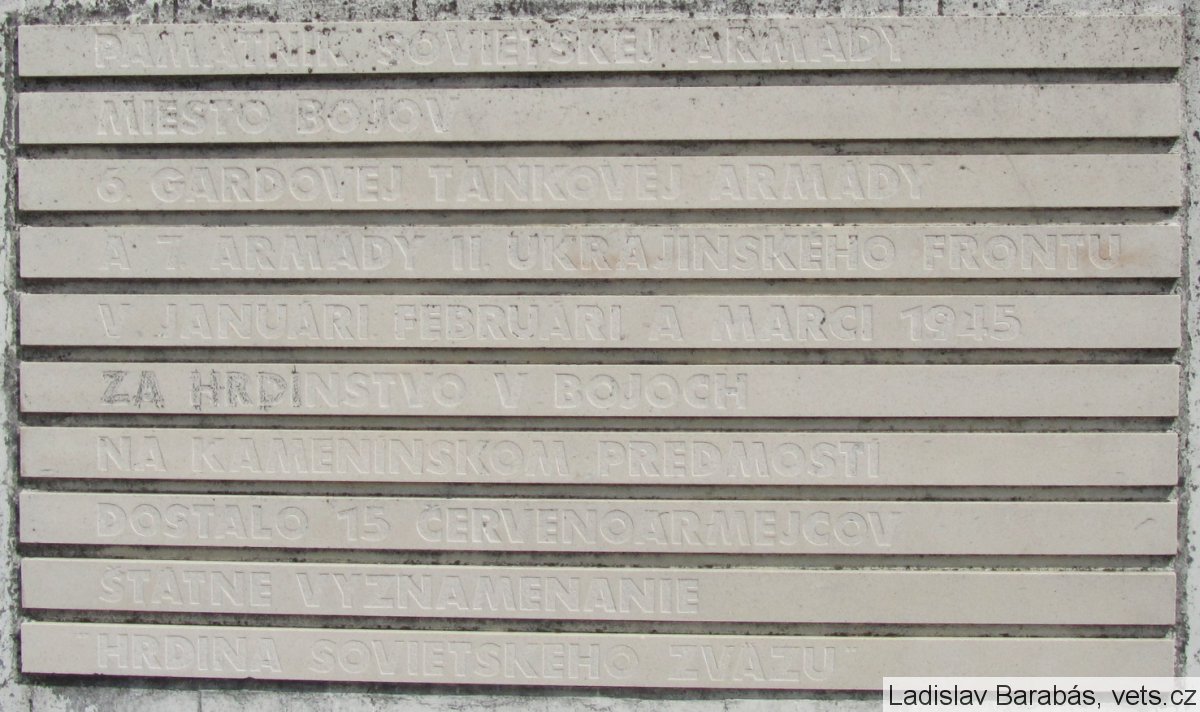 PAMÄTNÍK SOVIETSKEJ ARMÁDY
MIESTO BOJOV
6. GARDOVEJ TANKOVEJ ARMÁDY
A 7. ARMÁDY II. UKRAJINSKÉHO FRONTU
V JANUÁRI FEBRUÁRI A MARCI 1945
ZA HRDINSTVO V BOJOCH
NA KAMENÍNSKOM PREDMOSTÍ
DOSTALO 15 ČERVENOARMEJCOV
ŠTÁTNE VYZNAMENANIE
"HRDINA SOVIETSKEHO ZVÄZU"
Ladislav Barabás, vets.cz